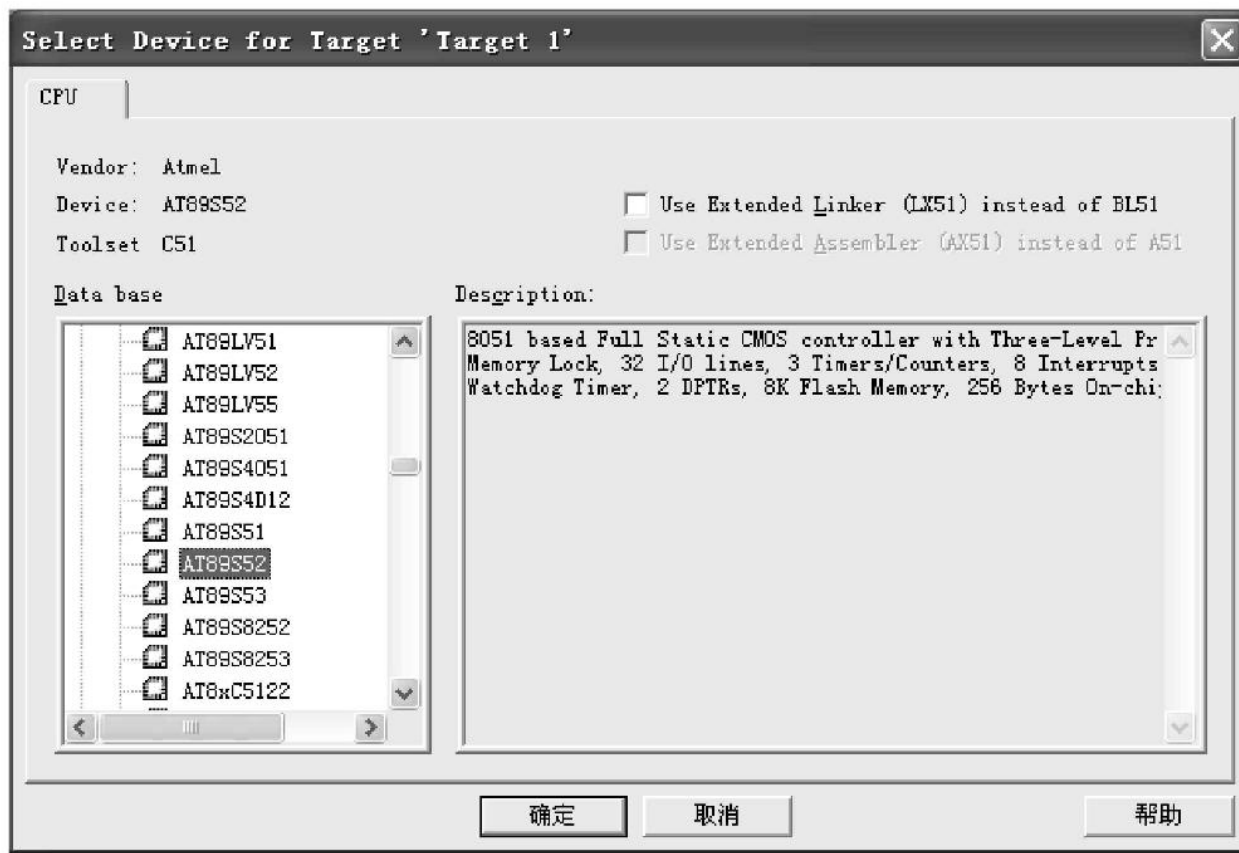 Select Device for Target 'Target 1'
CPU
Vendor: Atmel
Device: AT89S52
Toolset C51
Use Extended Linker (LX51) instead of BL51
Use Extended Assembler (AX51) instead of A51
Data base
Description:
AT89LV51
AT89LV52
AT89LV55
AT89S2051
AT89S4051
AT89S4D12
AT89S51
AT89S52
AT89S53
AT89S8252
AT89S8253
AT8xC5122
8051 based Full Static CMOS controller with Three-Level Pr
Memory Lock, 32 I/O lines, 3 Timers/Counters, 8 Interrupts
Watchdog Timer, 2 DPTRs, 8K Flash Memory, 256 Bytes On-chi
确定
取消
帮助